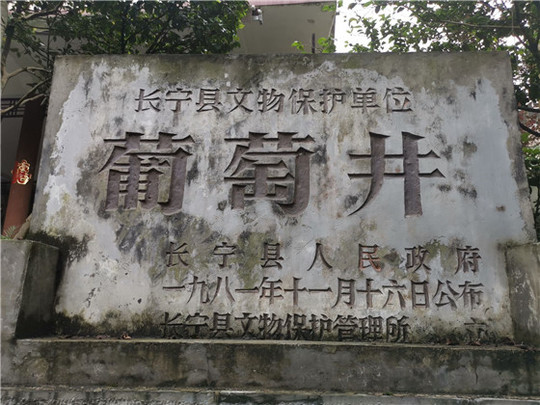 长宁县文物保护单位
葡萄井
长宁县人民政府
一九八一年十一月十六日公布
长宁县文物保护管理所 立